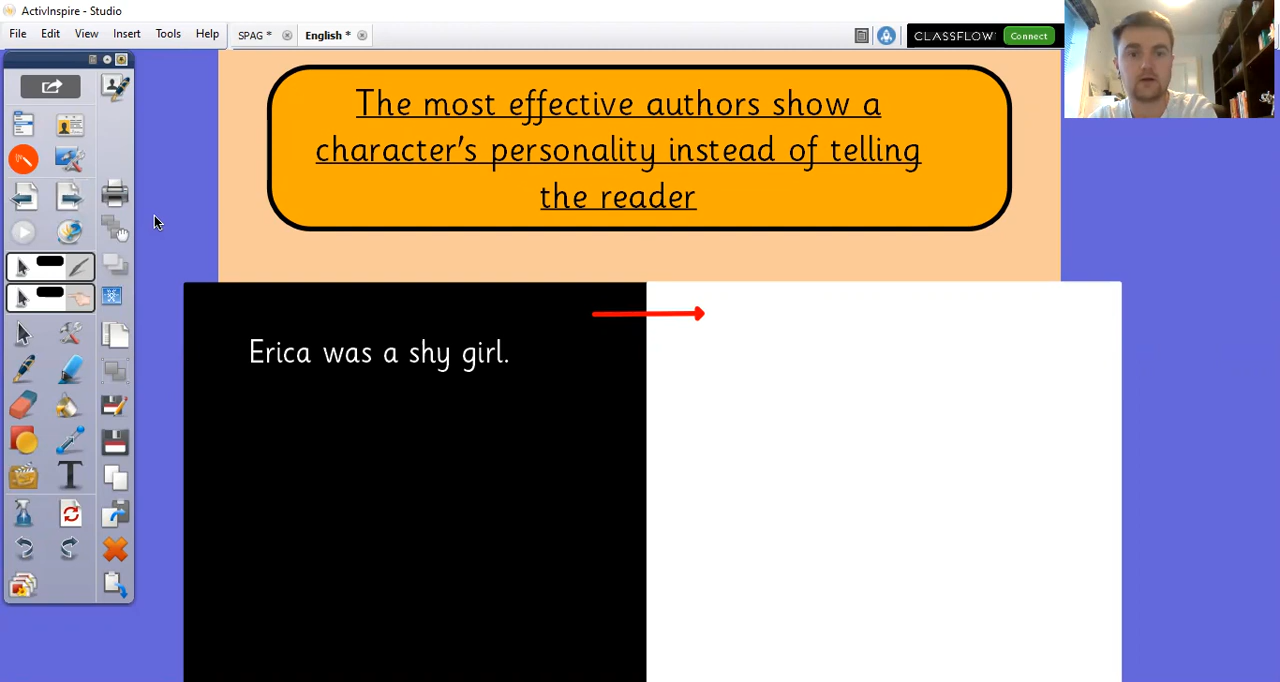 ActivInspire - Studio
File Edit View Insert Tools Help
SPAG * English *
CLASSFLOW Connect
The most effective authors show a
character's personality instead of telling
the reader
Erica was a shy girl.
T